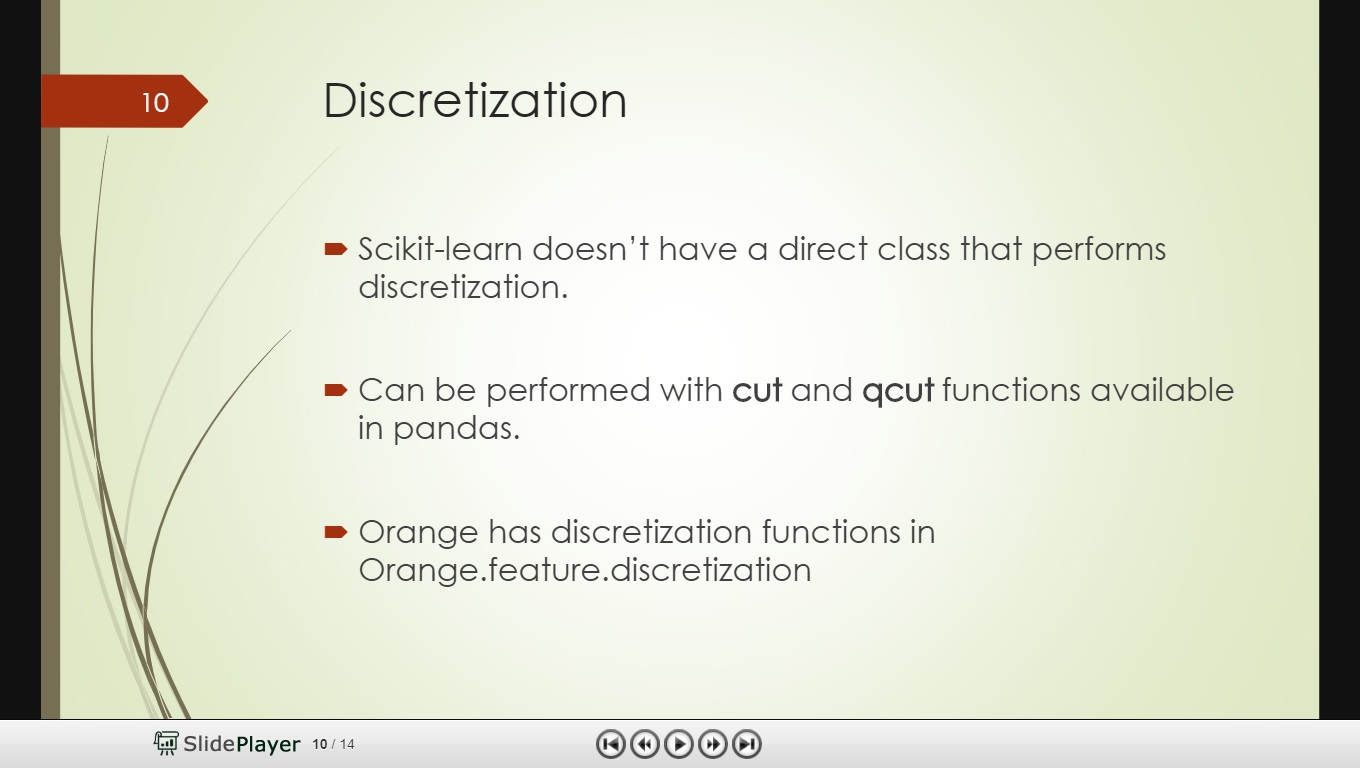 10
Discretization
Scikit-learn doesn’t have a direct class that performs
discretization.
Can be performed with cut and qcut functions available
in pandas.
Orange has discretization functions in
Orange.feature.discretization
SlidePlayer 10 / 14